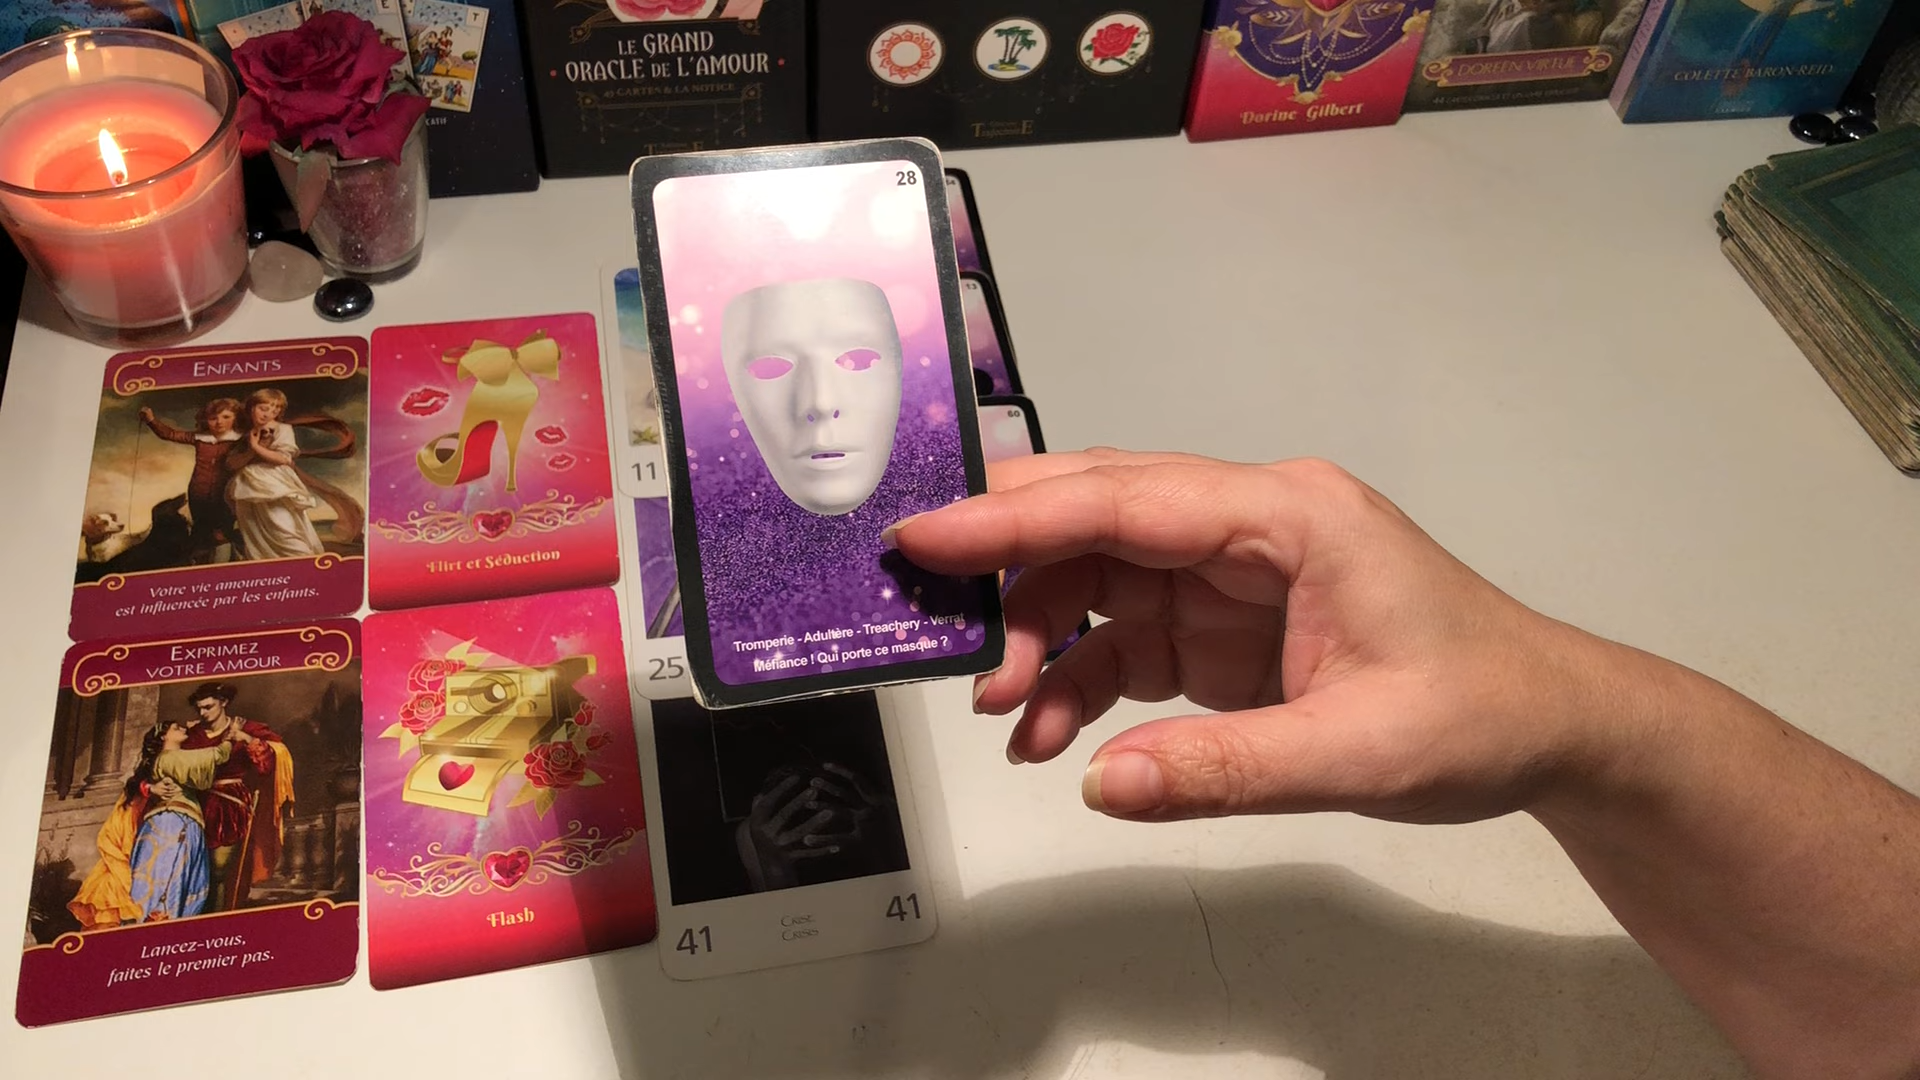 LE GRAND
ORACLE DE L'AMOUR
Dorine Gilbert
DOREEN VIRTUE
COLETTE BARON-REID
28
Tromperie - Adultère - Treachery - Verrat
Méfiance ! Qui porte ce masque ?
13
60
ENFANTS
Votre vie amoureuse
est influencée par les enfants.
Flirt et Séduction
11
25
EXPRIMEZ
VOTRE AMOUR
Lancez-vous,
faites le premier pas.
Flash
41
CRISE
CRISIS
41